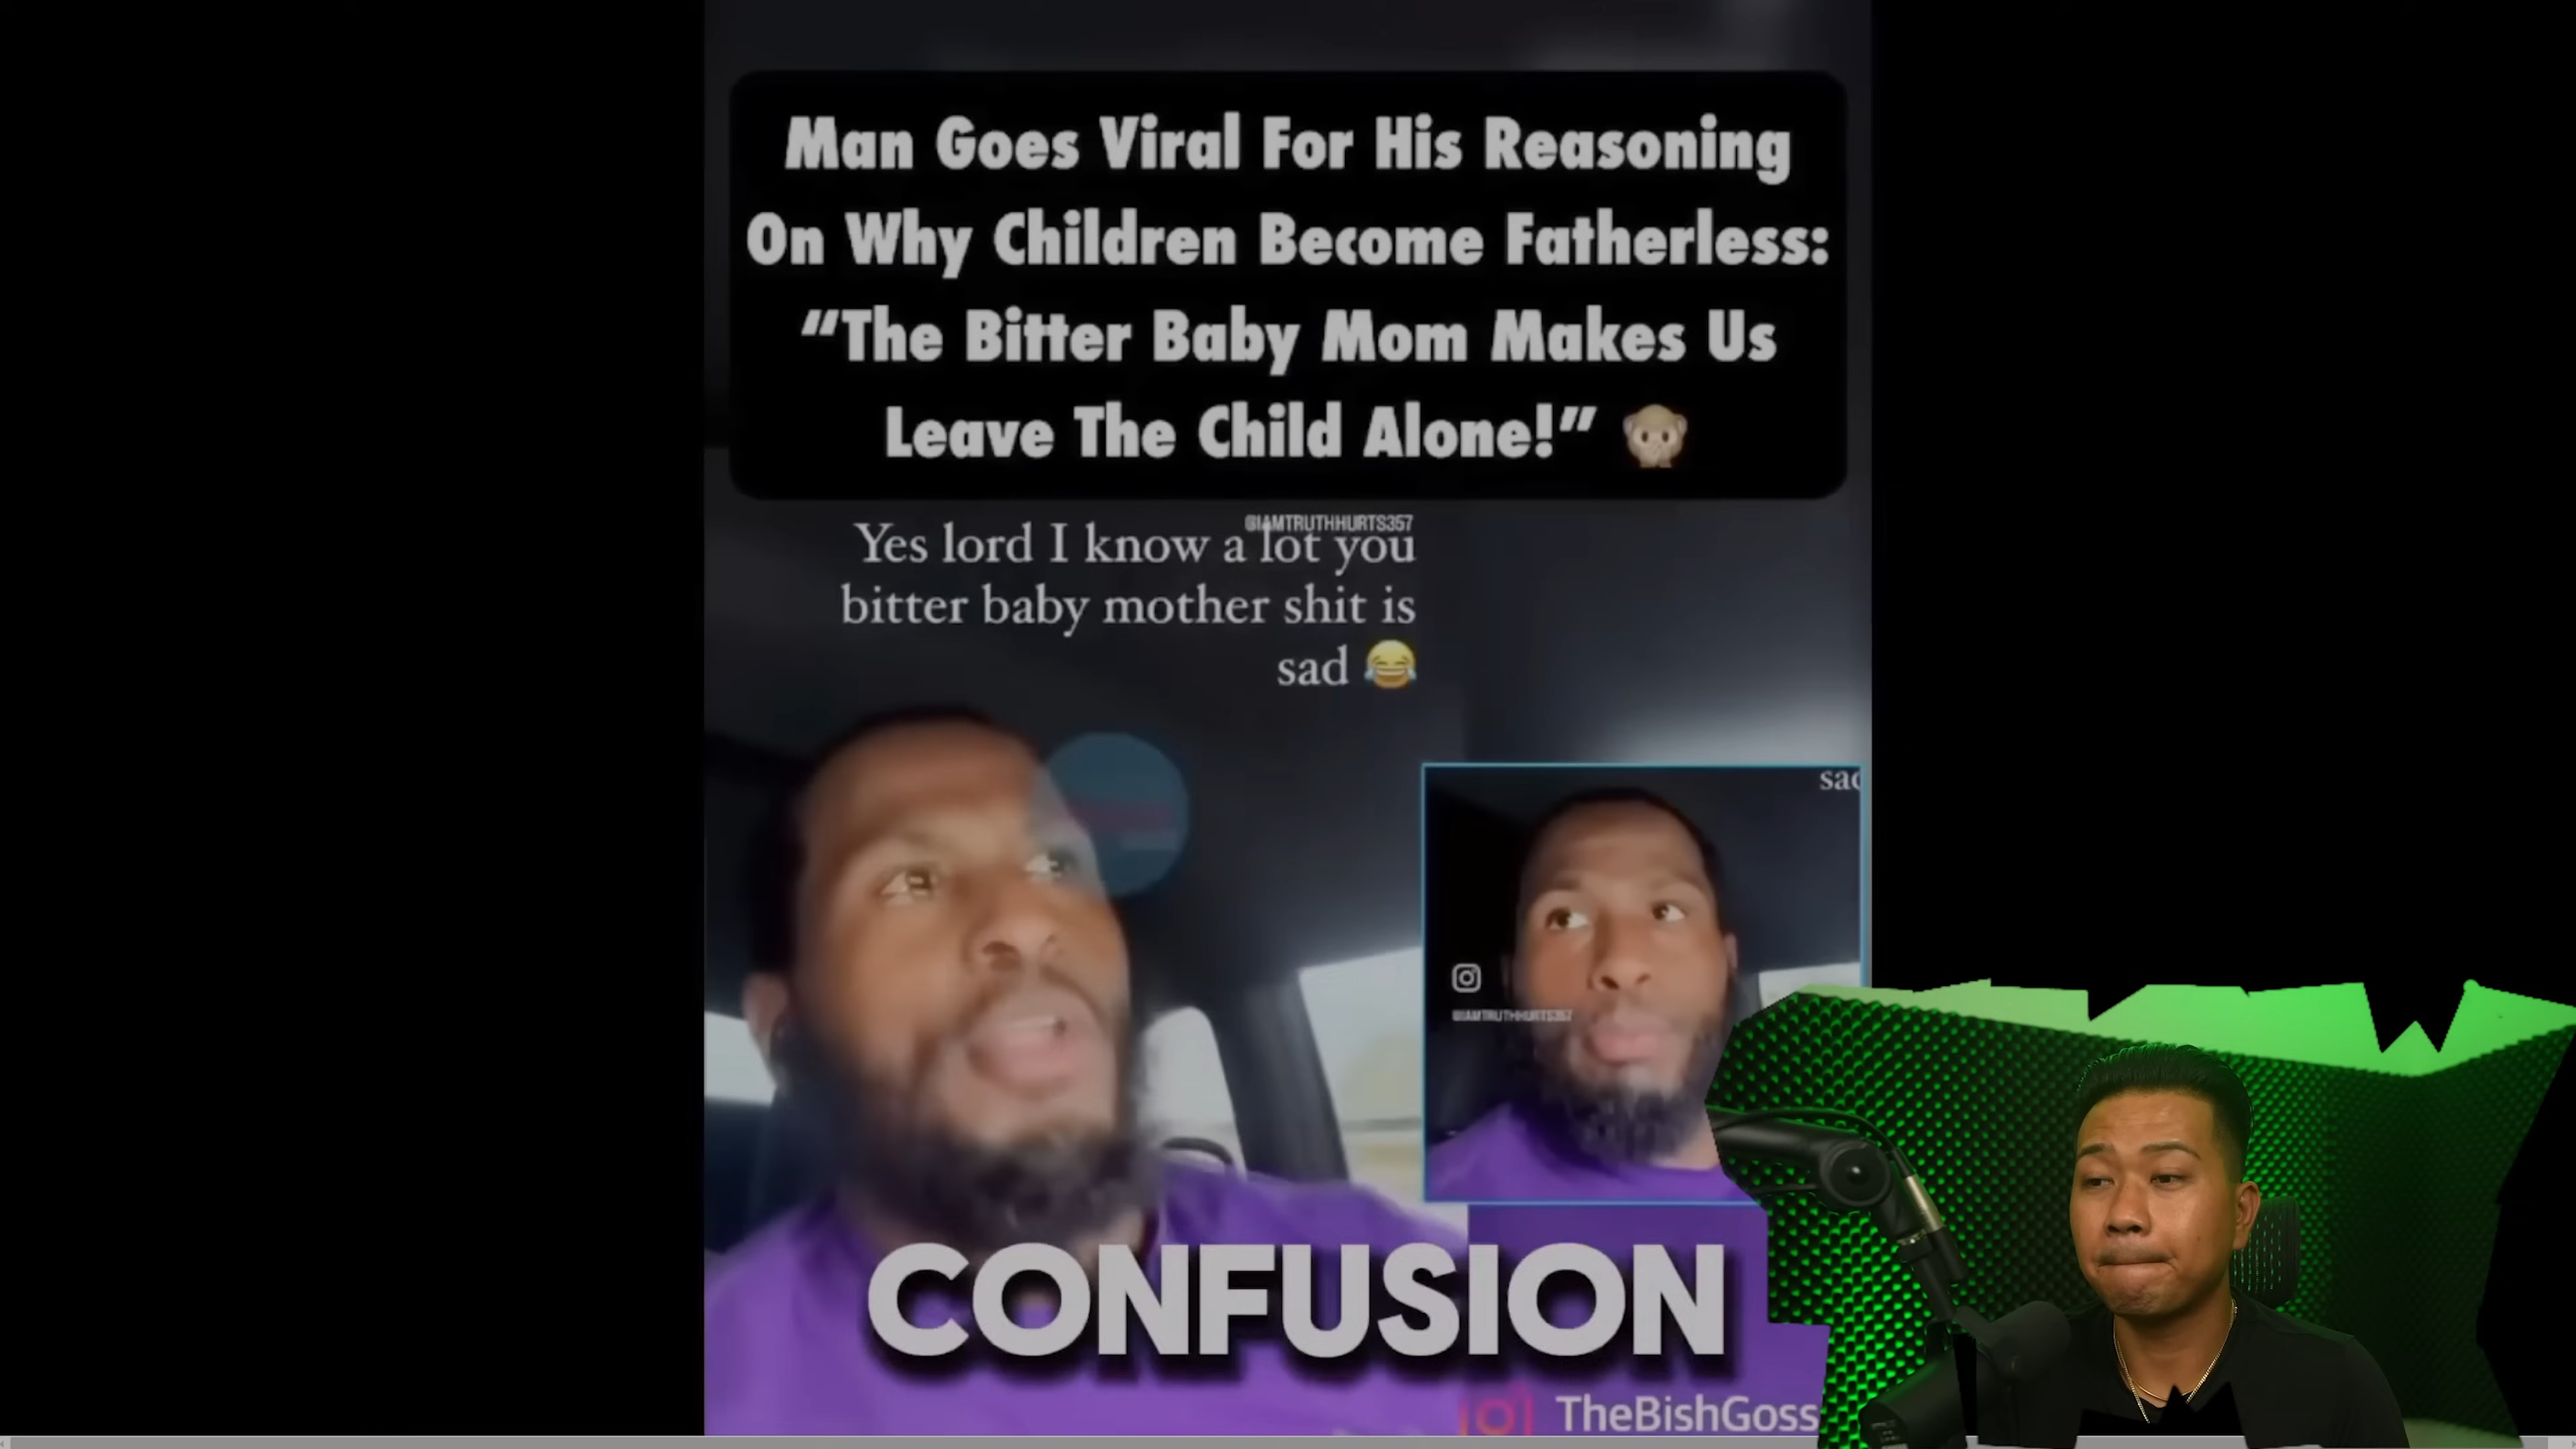 Man Goes Viral For His Reasoning
On Why Children Become Fatherless:
“The Bitter Baby Mom Makes Us
Leave The Child Alone!” 🙊
@IAMTRUTHHURTS357
Yes lord I know a lot you
bitter baby mother shit is
sad 😂
sad
@IAMTRUTHHURTS357
CONFUSION
TheBishGoss